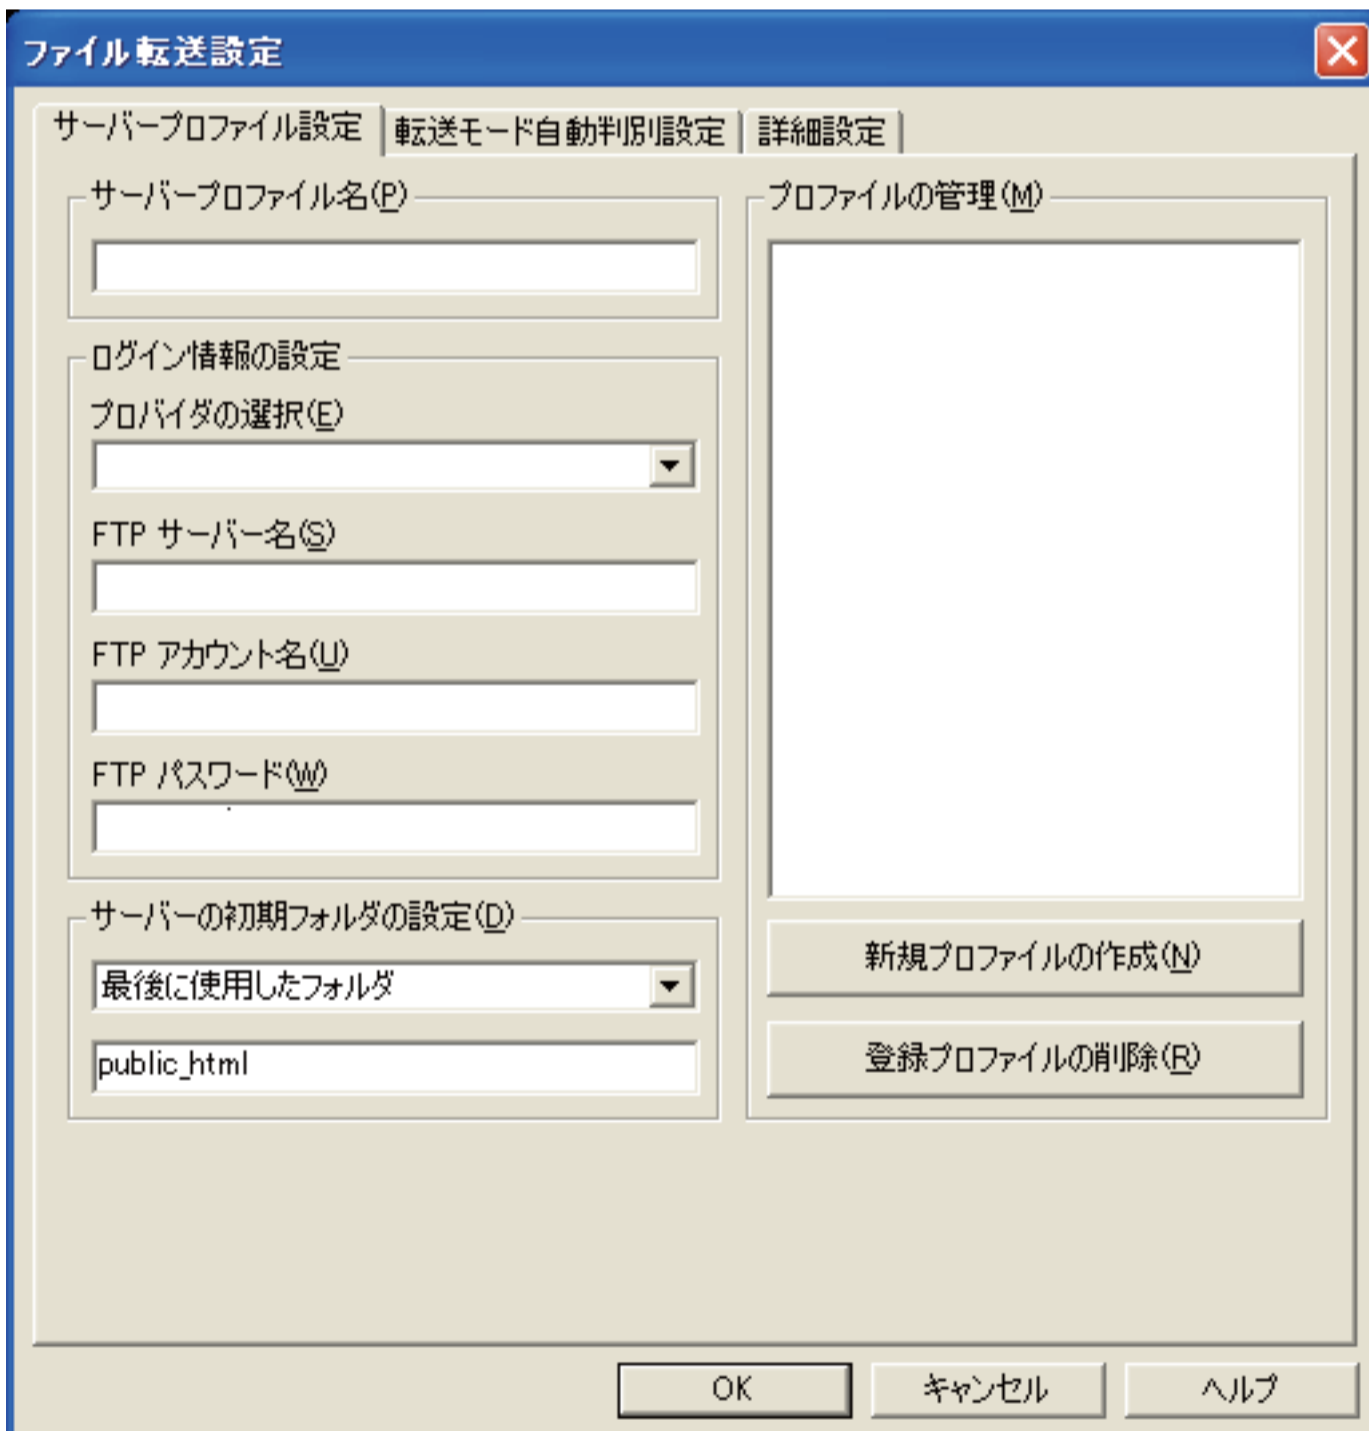 ファイル転送設定
サーバープロファイル設定 転送モード自動判別設定 詳細設定
サーバープロファイル名(P)
ログイン情報の設定
プロバイダの選択(E)
FTP サーバー名(S)
FTP アカウント名(U)
FTP パスワード(W)
サーバーの初期フォルダの設定(D)
最後に使用したフォルダ
public_html
プロファイルの管理(M)
新規プロファイルの作成(N)
登録プロファイルの削除(R)
OK キャンセル ヘルプ